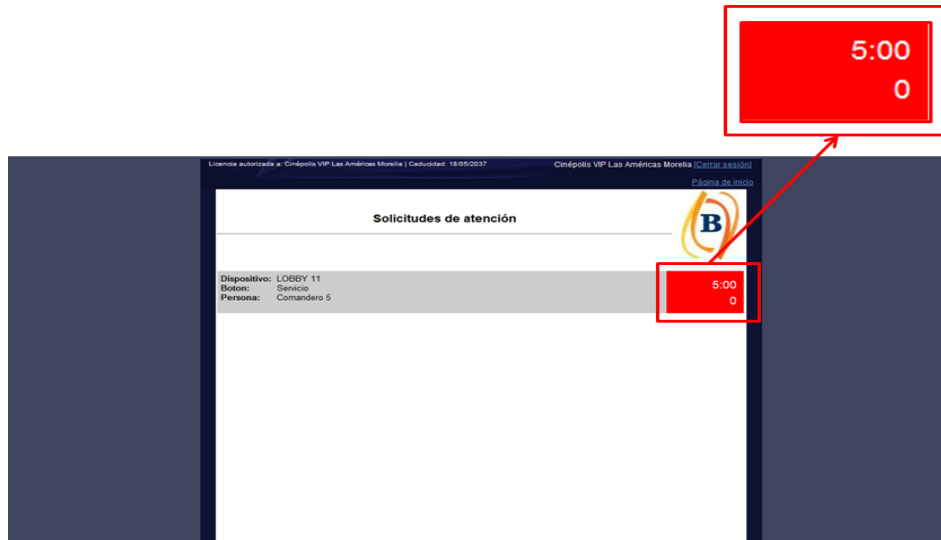 5:00
0
Licencia autorizada a: Cinépolis VIP Las Américas Morelia | Caducidad: 18/05/2037
Cinépolis VIP Las Américas Morelia [Cerrar sesión]
Página de inicio
Solicitudes de atención
B
Dispositivo: LOBBY 11
Boton: Servicio
Persona: Comandero 5
5:00
0